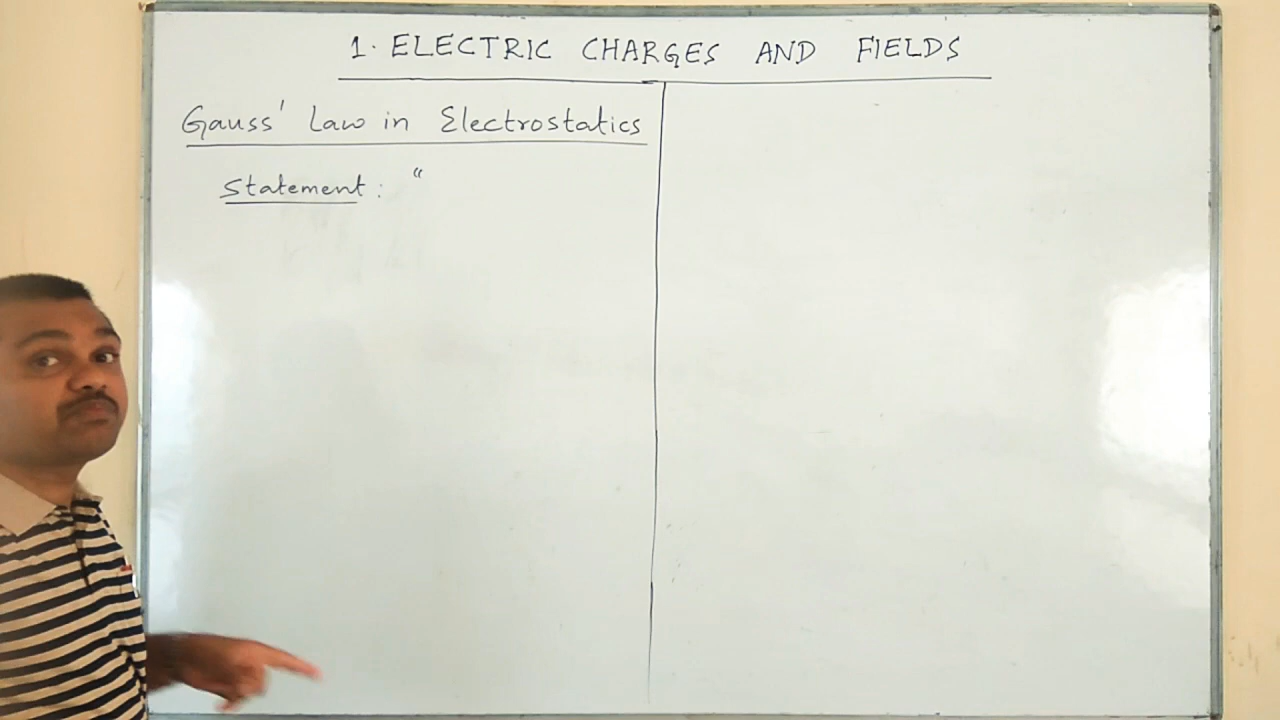 1. ELECTRIC CHARGES AND FIELDS
Gauss' Law in Electrostatics
Statement: "